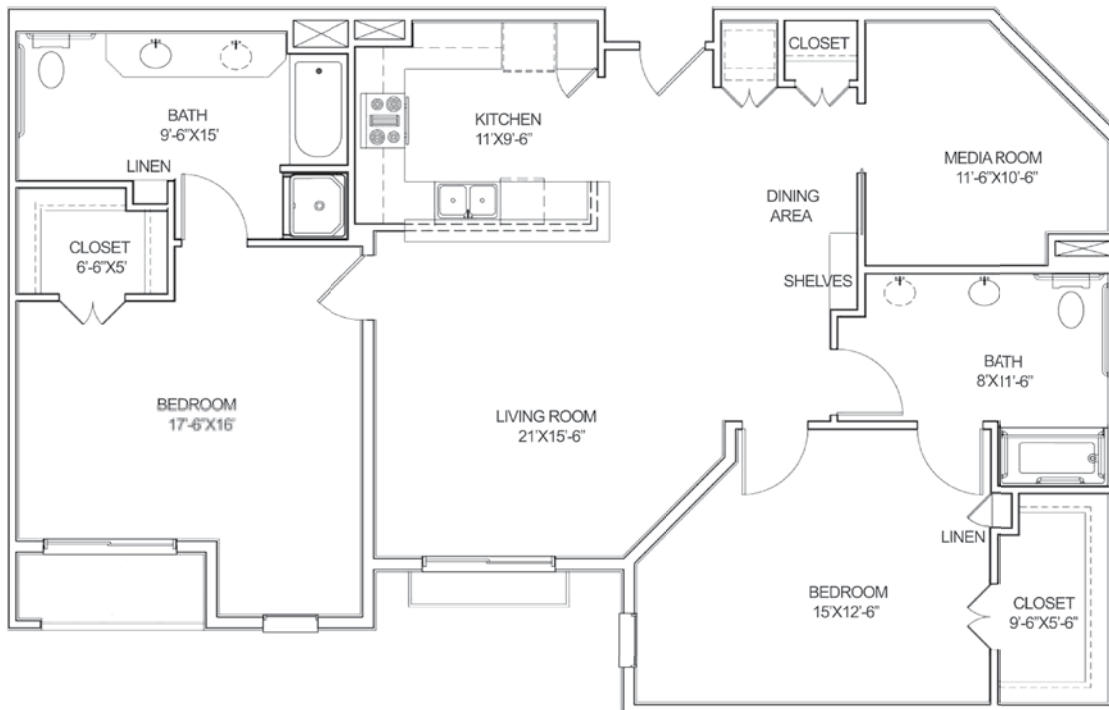 CLOSET
BATH
9'-6"X15'
LINEN
KITCHEN
11'X9'-6"
MEDIA ROOM
11'-6"X10'-6"
DINING
AREA
CLOSET
6'-6"X5'
SHELVES
BATH
8'X11'-6"
BEDROOM
17'-6"X16'
LIVING ROOM
21'X15'-6"
LINEN
BEDROOM
15'X12'-6"
CLOSET
9'-6"X5'-6"